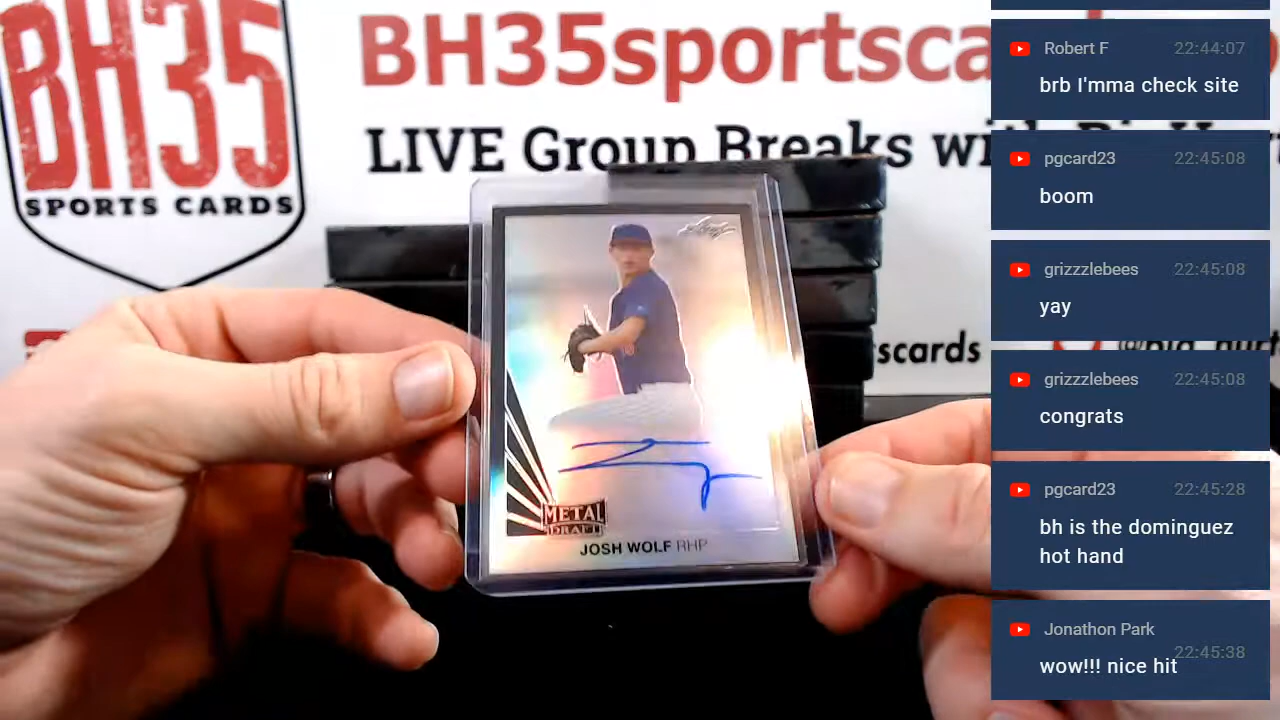 BH35
SPORTS CARDS
BH35sportsca
LIVE Group Breaks wi
scards
Leaf
METAL
DRAFT
JOSH WOLF RHP
Robert F 22:44:07
brb I'mma check site
pgcard23 22:45:08
boom
grizzzlebees 22:45:08
yay
grizzzlebees 22:45:08
congrats
pgcard23 22:45:28
bh is the dominguez
hot hand
Jonathon Park 22:45:38
wow!!! nice hit